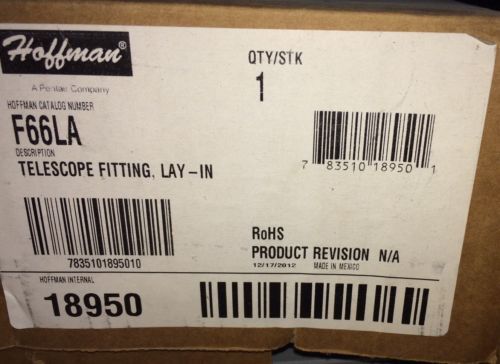 Hoffman®
A Pentair Company
HOFFMAN CATALOG NUMBER
F66LA
DESCRIPTION
TELESCOPE FITTING, LAY-IN
QTY/STK
1
7 83510 18950 1
7835101895010
HOFFMAN INTERNAL
18950
RoHS
PRODUCT REVISION N/A
12/17/2012 MADE IN MEXICO